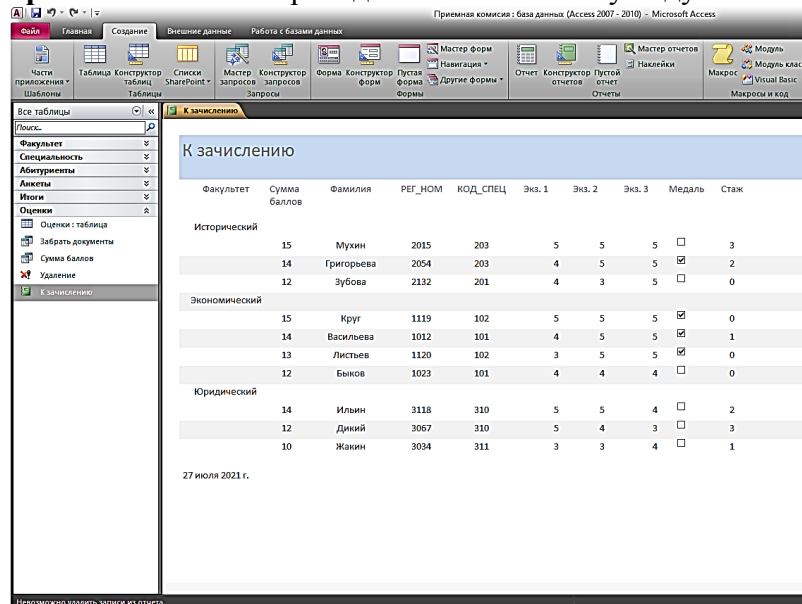 Приемная комисия : база данных (Access 2007 - 2010) - Microsoft Access
Файл Главная Создание Внешние данные Работа с базами данных
Части приложения Таблица Конструктор таблиц Списки SharePoint Мастер запросов Конструктор запросов Форма Конструктор форм Пустая форма Мастер форм Навигация Другие формы Отчет Конструктор отчетов Пустой отчет Мастер отчетов Наклейки Макрос Модуль Модуль клас Visual Basic
Шаблоны Таблицы Запросы Формы Отчеты Макросы и код
Все таблицы
Поиск..
Факультет
Специальность
Абитуриенты
Анкеты
Итоги
Оценки
Оценки : таблица
Забрать документы
Сумма баллов
Удаление
К зачислению
К зачислению
К зачислению
Факультет Сумма баллов Фамилия РЕГ_НОМ КОД_СПЕЦ Экз. 1 Экз. 2 Экз. 3 Медаль Стаж
Исторический
15 Мухин 2015 203 5 5 5 3
14 Григорьева 2054 203 4 5 5 2
12 Зубова 2132 201 4 3 5 0
Экономический
15 Круг 1119 102 5 5 5 0
14 Васильева 1012 101 4 5 5 1
13 Листьев 1120 102 3 5 5 0
12 Быков 1023 101 4 4 4 0
Юридический
14 Ильин 3118 310 5 5 4 2
12 Дикий 3067 310 5 4 3 3
10 Жакин 3034 311 3 3 4 1
27 июля 2021 г.
Невозможно удалить записи из отчета